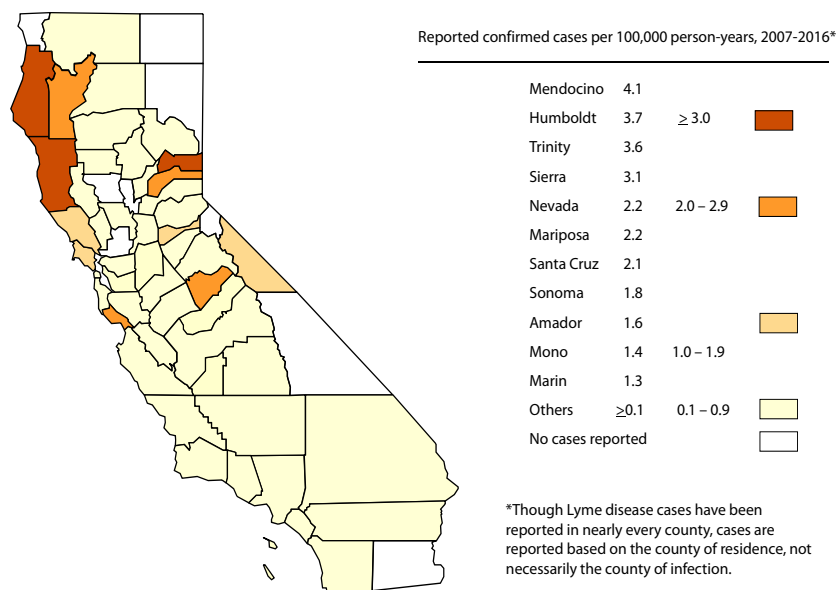 Reported confirmed cases per 100,000 person-years, 2007-2016*
Mendocino 4.1
Humboldt 3.7 ≥ 3.0
Trinity 3.6
Sierra 3.1
Nevada 2.2 2.0 – 2.9
Mariposa 2.2
Santa Cruz 2.1
Sonoma 1.8
Amador 1.6
Mono 1.4 1.0 – 1.9
Marin 1.3
Others ≥0.1 0.1 – 0.9
No cases reported
*Though Lyme disease cases have been
reported in nearly every county, cases are
reported based on the county of residence, not
necessarily the county of infection.